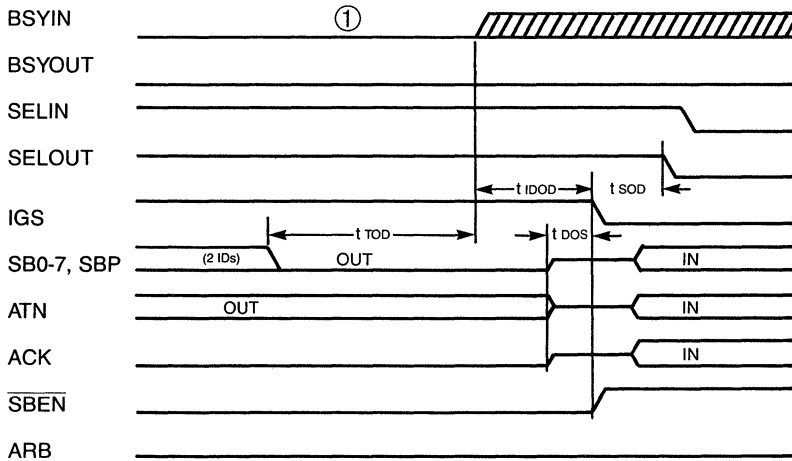 BSYIN
①
BSYOUT
SELIN
SELOUT
t IDOD
t SOD
IGS
t TOD
t DOS
SB0-7, SBP
(2 IDs)
OUT
IN
ATN
OUT
IN
ACK
IN
SBEN
ARB